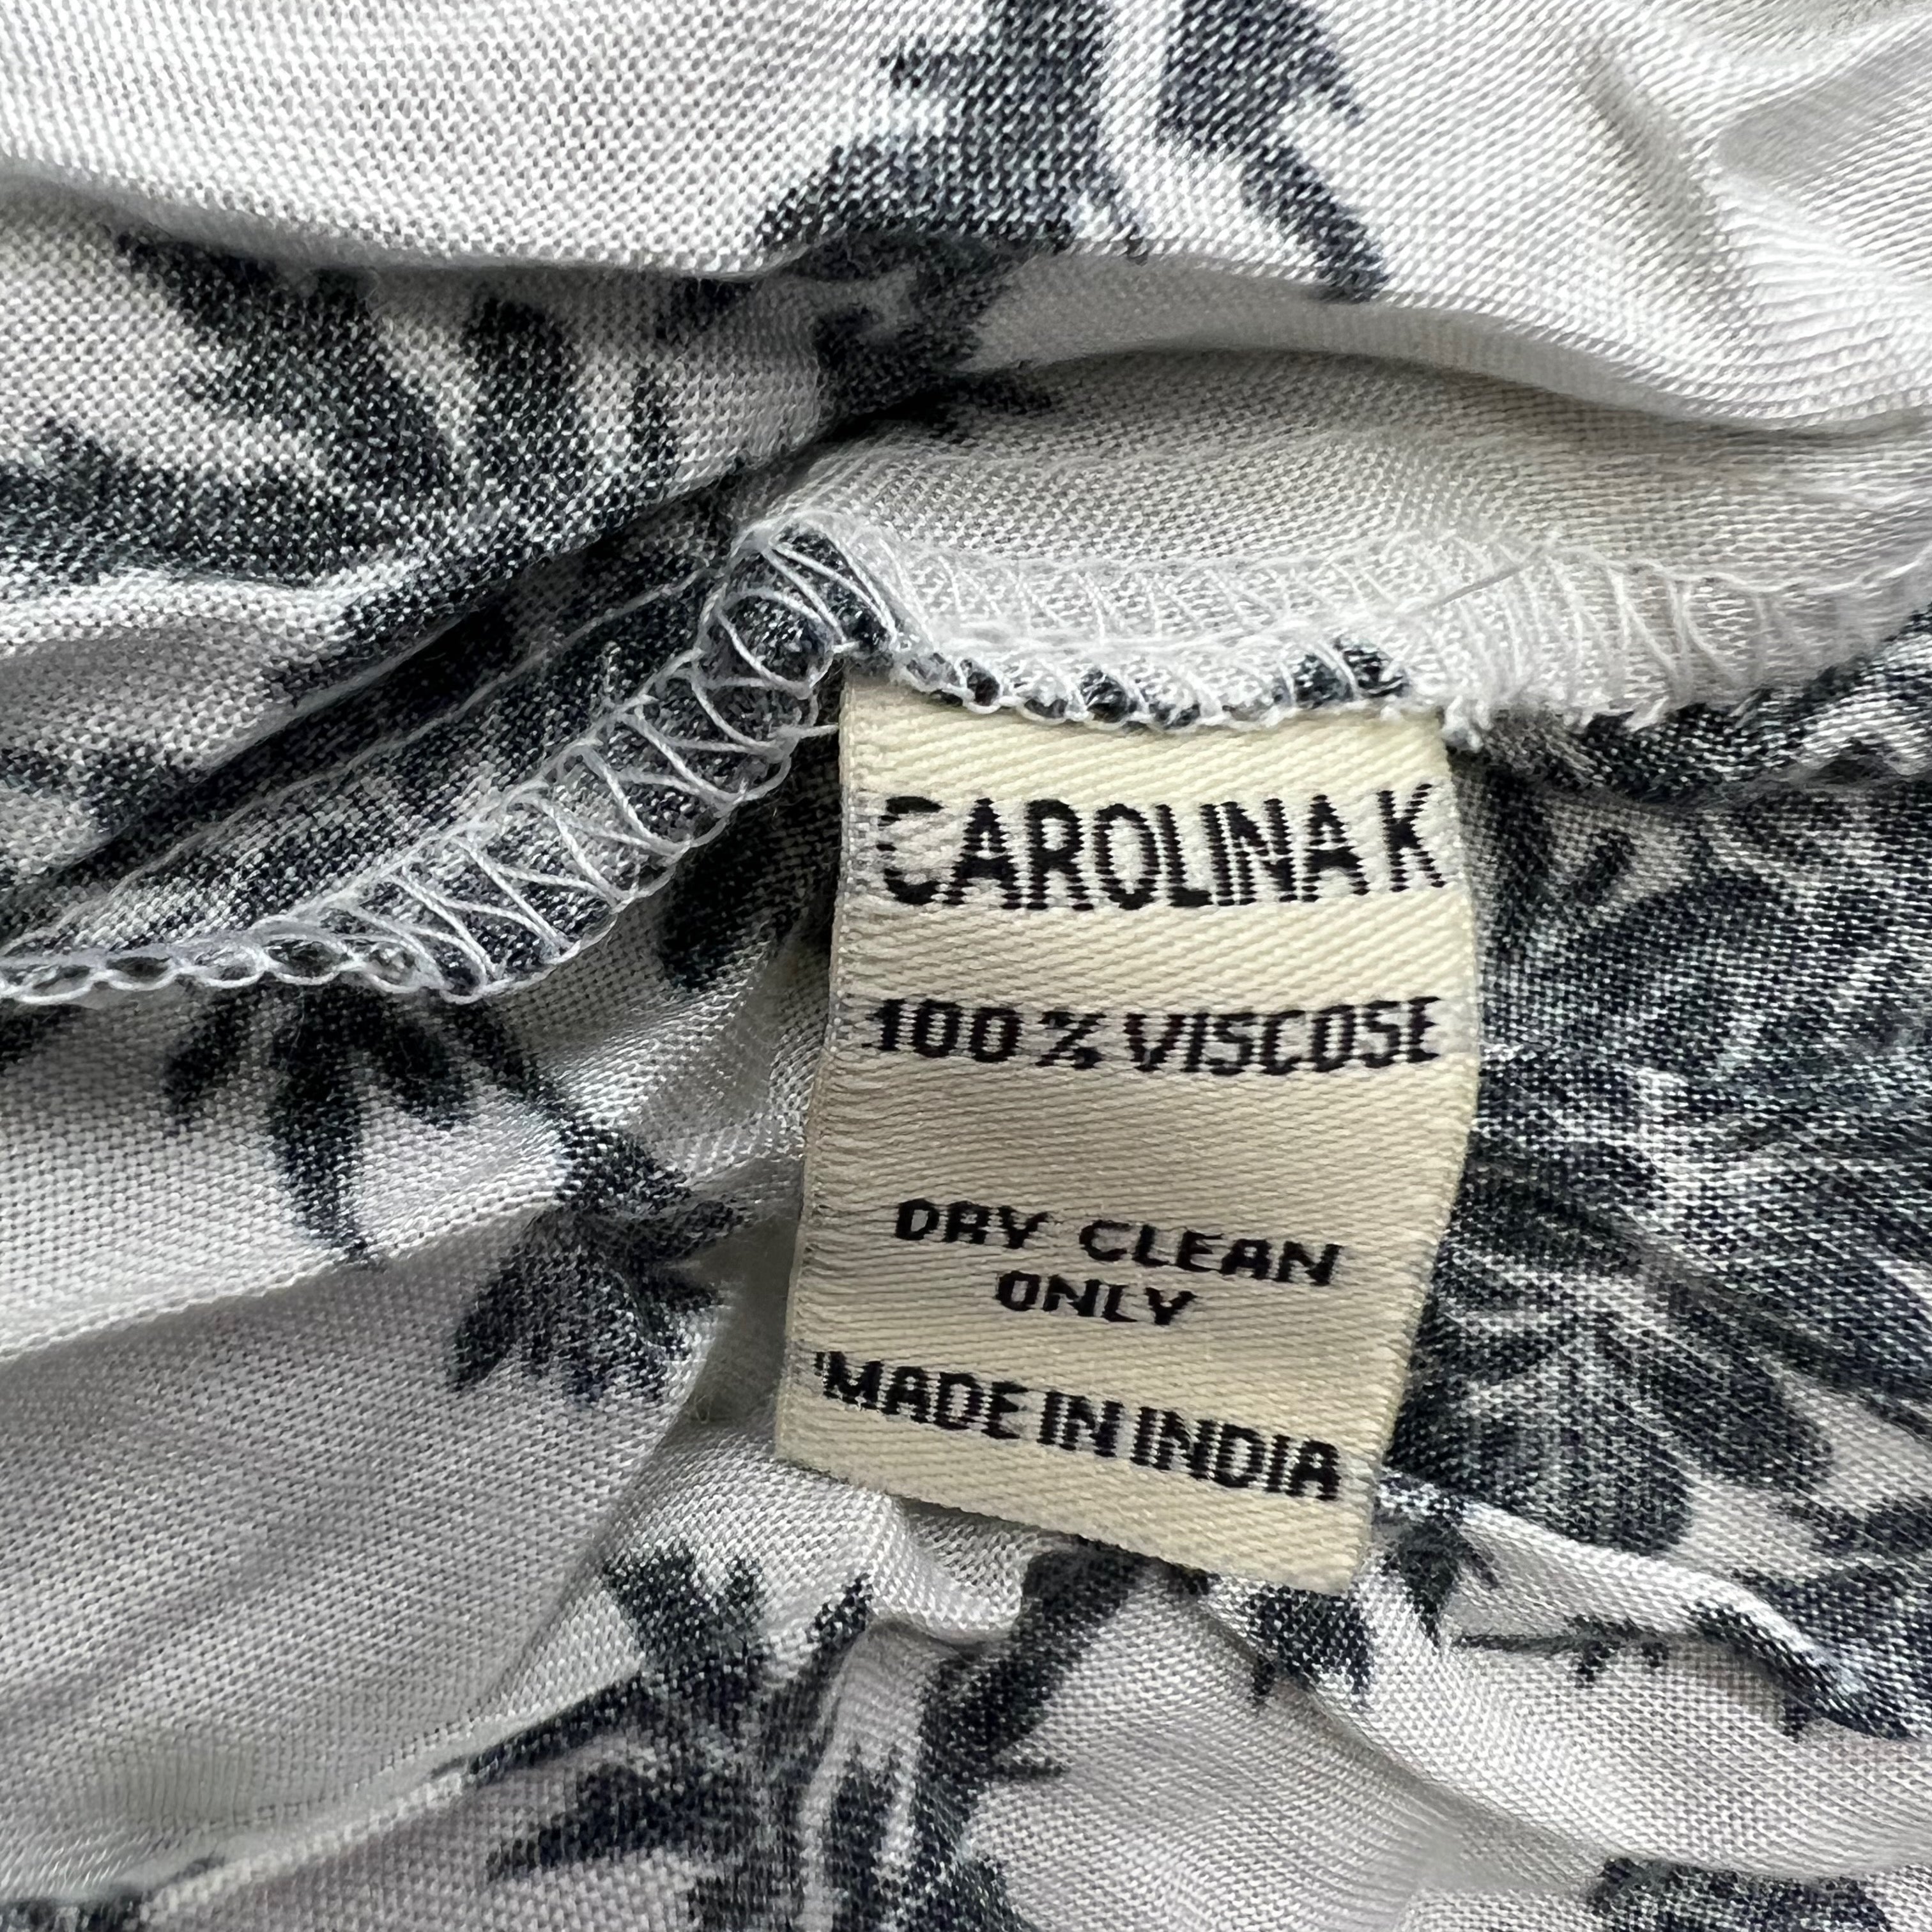 CAROLINA K
100% VISCOSE
DRY CLEAN
ONLY
MADE IN INDIA